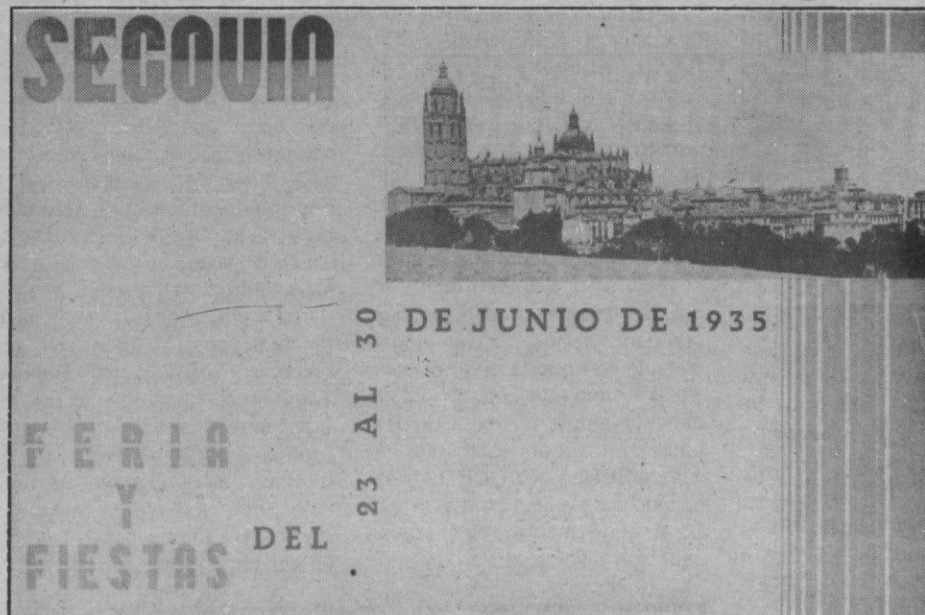 SEGOVIA
FERIA
Y
FIESTAS
DEL
23 AL 30
DE JUNIO DE 1935